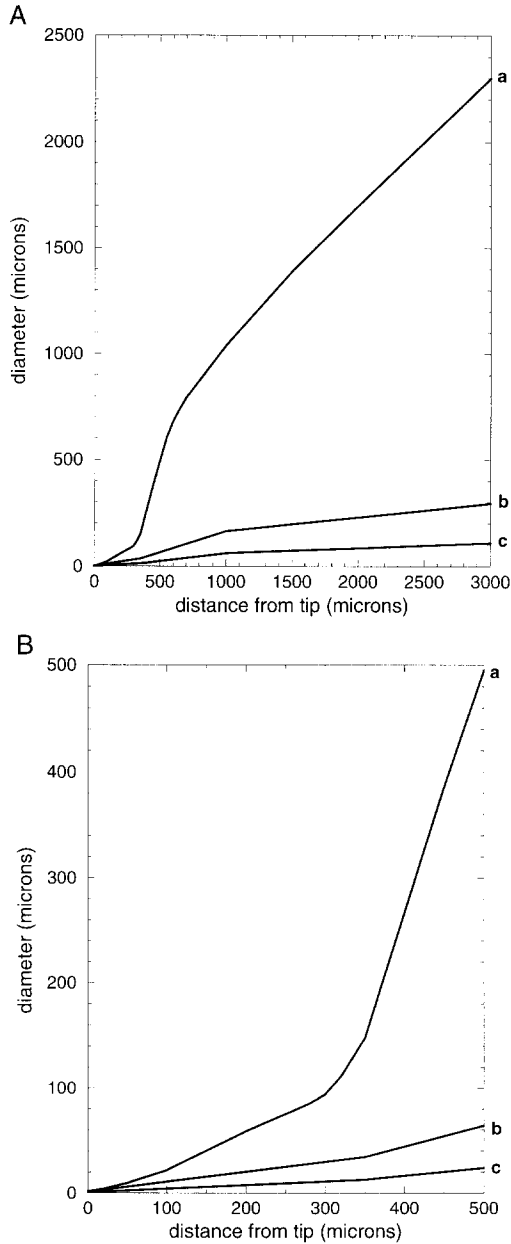 A
2500
2000
1500
1000
500
0
diameter (microns)
a
b
c
0 500 1000 1500 2000 2500 3000
distance from tip (microns)
B
500
400
300
200
100
0
diameter (microns)
a
b
c
0 100 200 300 400 500
distance from tip (microns)